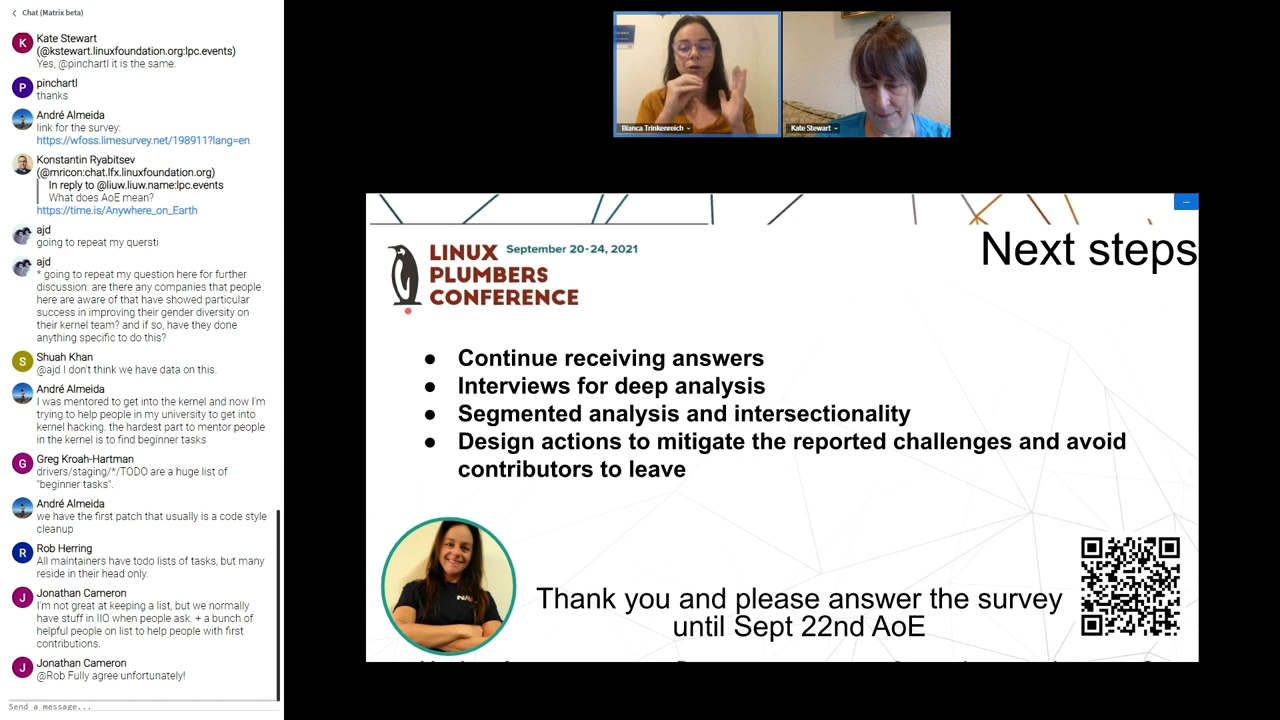 Chat (Matrix beta)
Kate Stewart
(@kstewart.linuxfoundation.org:lpc.events)
Yes, @pinchartl it is the same.
pinchartl
thanks
André Almeida
link for the survey:
https://wfoss.limesurvey.net/198911?lang=en
Konstantin Ryabitsev
(@mricon:chat.lfx.linuxfoundation.org)
In reply to @liuw.liuw.name:lpc.events
What does AoE mean?
https://time.is/Anywhere_on_Earth
ajd
going to repeat my quersti
ajd
* going to repeat my question here for further
discussion: are there any companies that people
here are aware of that have showed particular
success in improving their gender diversity on
their kernel team? and if so, have they done
anything specific to do this?
Shuah Khan
@ajd I don't think we have data on this.
André Almeida
I was mentored to get into the kernel and now I'm
trying to help people in my university to get into
kernel hacking. the hardest part to mentor people
in the kernel is to find beginner tasks
Greg Kroah-Hartman
drivers/staging/*/TODO are a huge list of
"beginner tasks".
André Almeida
we have the first patch that usually is a code style
cleanup
Rob Herring
All maintainers have todo lists of tasks, but many
reside in their head only.
Jonathan Cameron
I'm not great at keeping a list, but we normally
have stuff in IIO when people ask. + a bunch of
helpful people on list to help people with first
contributions.
Jonathan Cameron
@Rob Fully agree unfortunately!
Send a message...
Bianca Trinkenreich
Kate Stewart
LINUX September 20-24, 2021
PLUMBERS
CONFERENCE
Next steps
● Continue receiving answers
● Interviews for deep analysis
● Segmented analysis and intersectionality
● Design actions to mitigate the reported challenges and avoid
contributors to leave
Thank you and please answer the survey
until Sept 22nd AoE